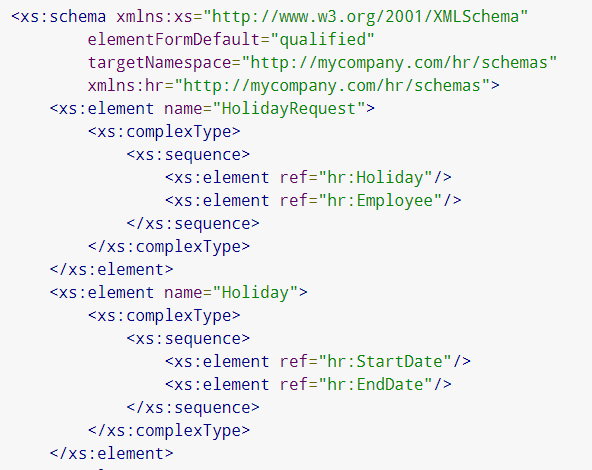 <xs:schema xmlns:xs="http://www.w3.org/2001/XMLSchema"
        elementFormDefault="qualified"
        targetNamespace="http://mycompany.com/hr/schemas"
        xmlns:hr="http://mycompany.com/hr/schemas">
    <xs:element name="HolidayRequest">
        <xs:complexType>
            <xs:sequence>
                <xs:element ref="hr:Holiday"/>
                <xs:element ref="hr:Employee"/>
            </xs:sequence>
        </xs:complexType>
    </xs:element>
    <xs:element name="Holiday">
        <xs:complexType>
            <xs:sequence>
                <xs:element ref="hr:StartDate"/>
                <xs:element ref="hr:EndDate"/>
            </xs:sequence>
        </xs:complexType>
    </xs:element>